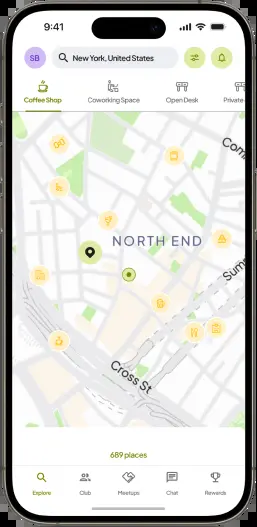 9:41
SB
New York, United States
Coffee Shop
Coworking Space
Open Desk
Private
Com
NORTH END
Sum
Cross St
689 places
Explore
Club
Meetups
Chat
Rewards